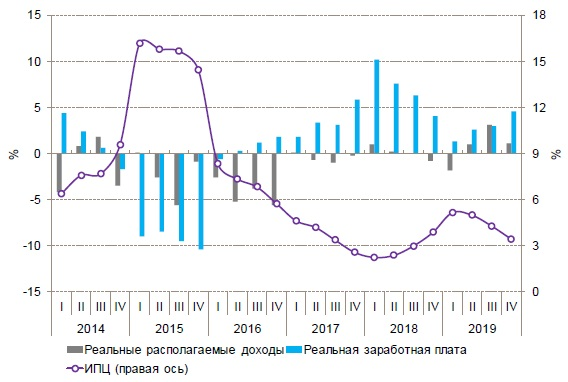 15 18
10 15
5 12
% 0 9 %
-5 6
-10 3
-15 0
I II III IV I II III IV I II III IV I II III IV I II III IV I II III IV
2014 2015 2016 2017 2018 2019
Реальные располагаемые доходы Реальная заработная плата
ИПЦ (правая ось)